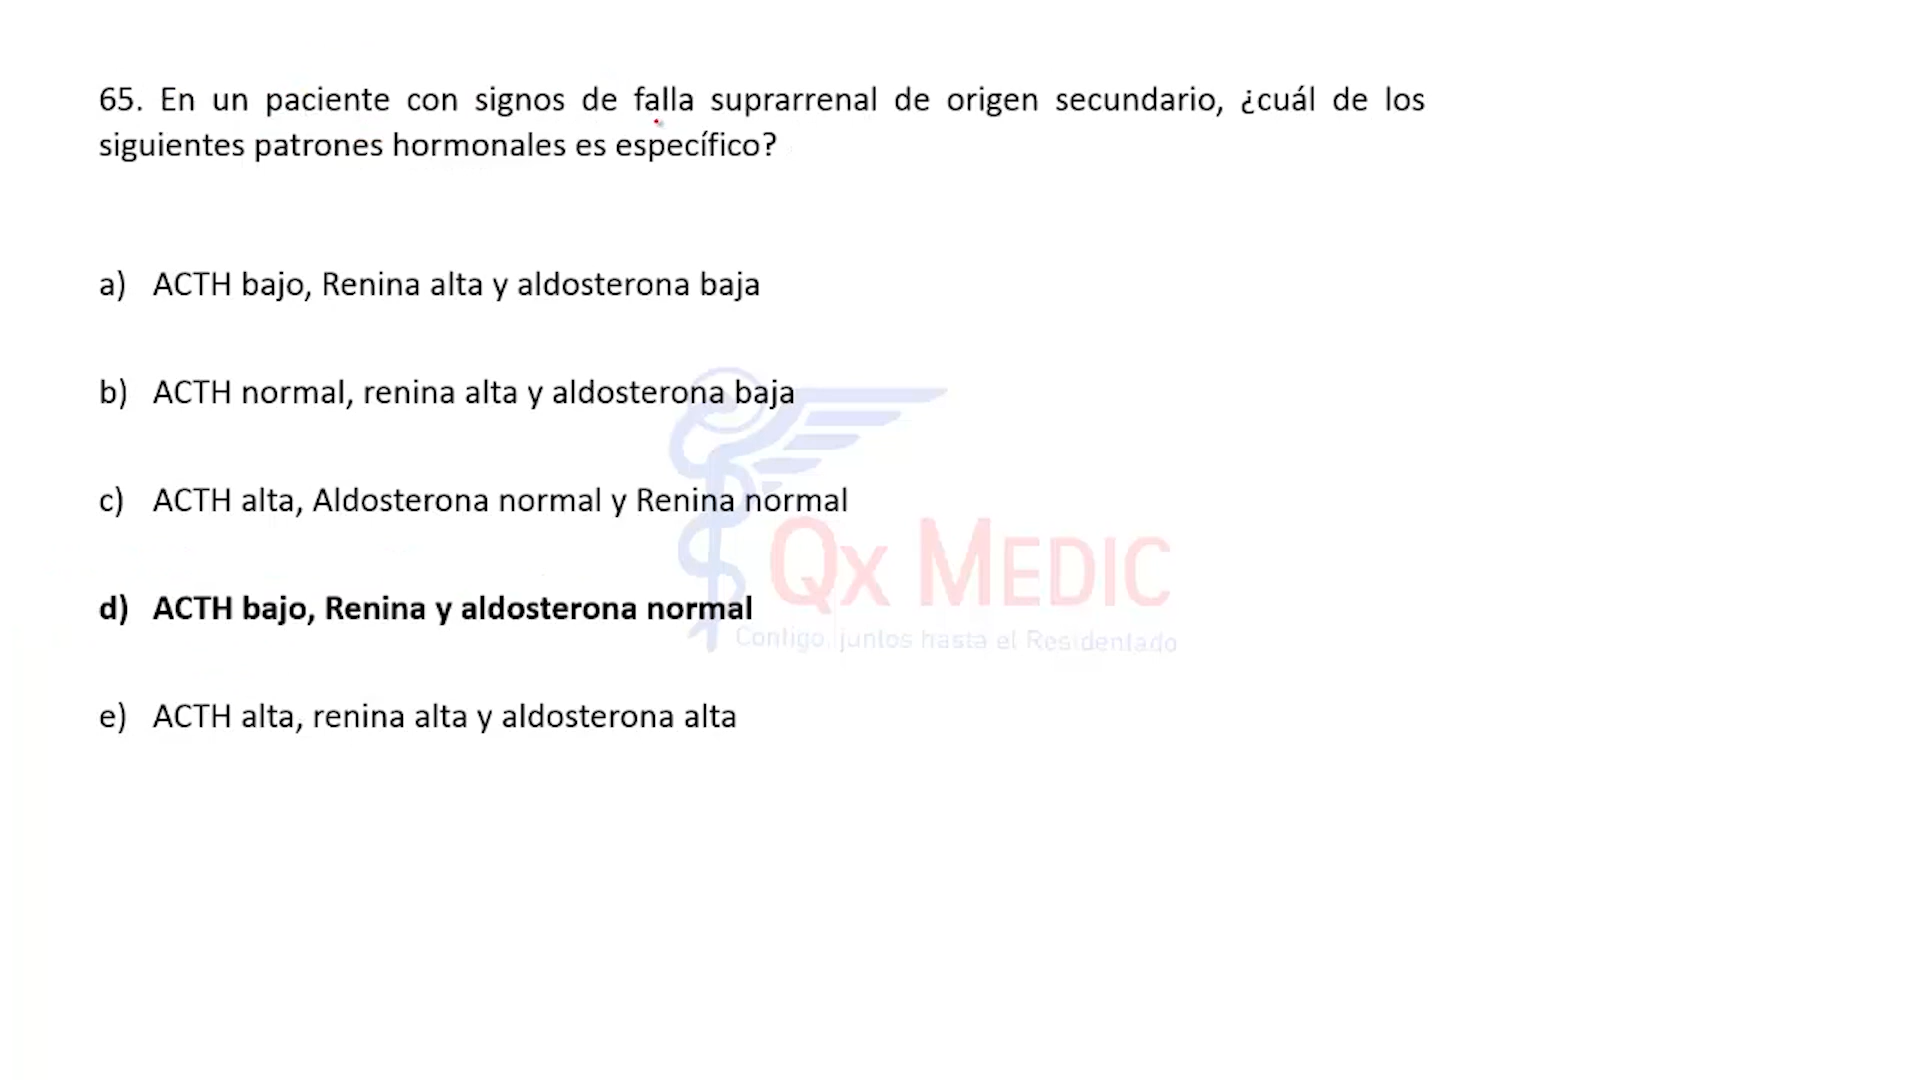 65. En un paciente con signos de falla suprarrenal de origen secundario, ¿cuál de los
siguientes patrones hormonales es específico?
a) ACTH bajo, Renina alta y aldosterona baja
b) ACTH normal, renina alta y aldosterona baja
c) ACTH alta, Aldosterona normal y Renina normal
d) ACTH bajo, Renina y aldosterona normal
e) ACTH alta, renina alta y aldosterona alta
Qx MEDIC
Contigo, juntos hasta el Residentado